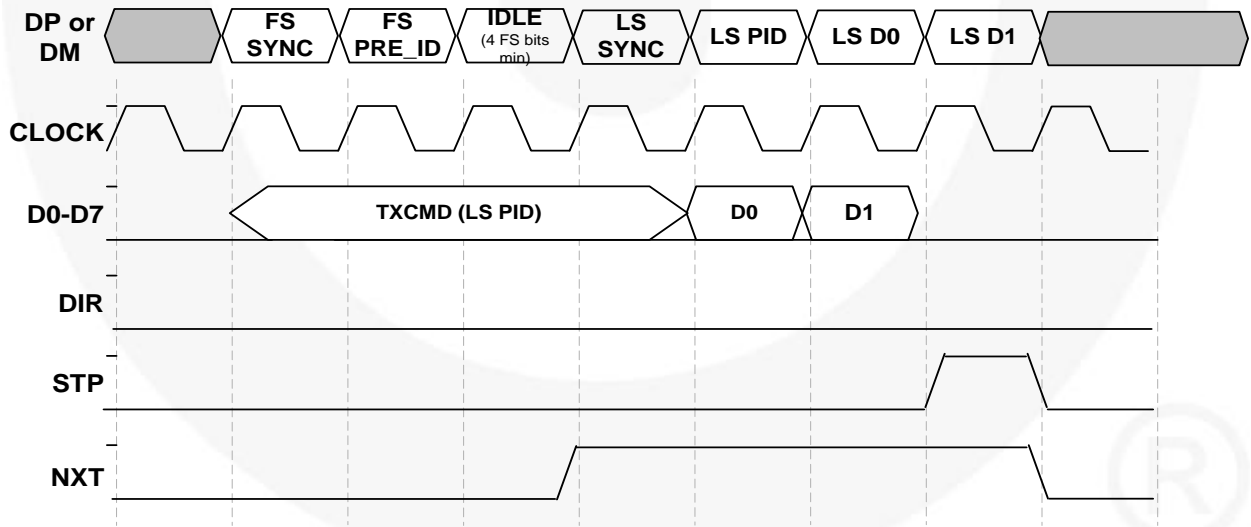 DP or
DM
FS
SYNC
FS
PRE_ID
IDLE
(4 FS bits
min)
LS
SYNC
LS PID
LS D0
LS D1
CLOCK
D0-D7
TXCMD (LS PID)
D0
D1
DIR
STP
NXT
®